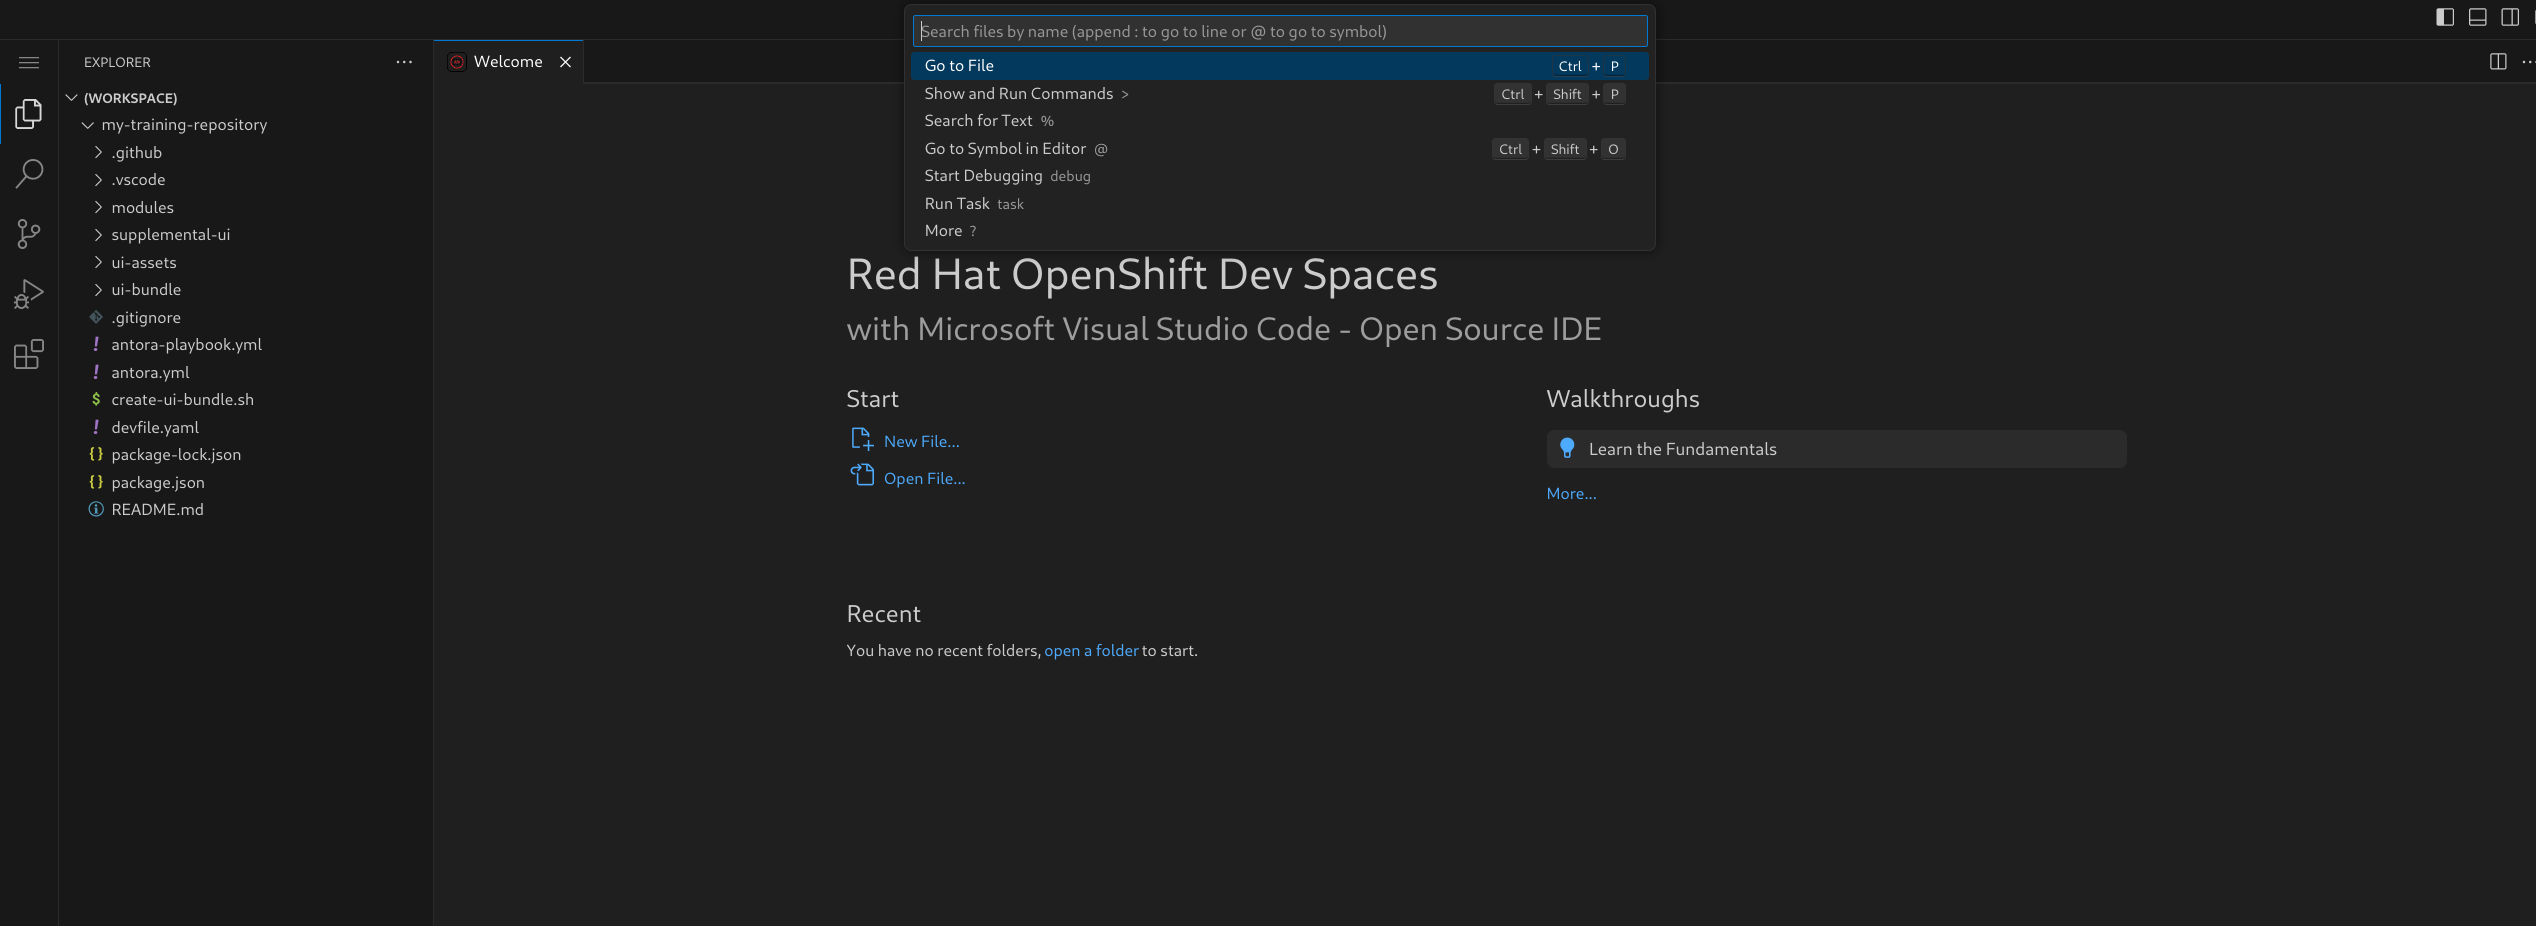 Search files by name (append : to go to line or @ to go to symbol)
Go to File Ctrl + P
Show and Run Commands > Ctrl + Shift + P
Search for Text %
Go to Symbol in Editor @ Ctrl + Shift + O
Start Debugging debug
Run Task task
More ?
EXPLORER
(WORKSPACE)
my-training-repository
.github
.vscode
modules
supplemental-ui
ui-assets
ui-bundle
.gitignore
! antora-playbook.yml
! antora.yml
$ create-ui-bundle.sh
! devfile.yaml
{} package-lock.json
{} package.json
README.md
Welcome
Red Hat OpenShift Dev Spaces
with Microsoft Visual Studio Code - Open Source IDE
Start
New File...
Open File...
Walkthroughs
Learn the Fundamentals
More...
Recent
You have no recent folders, open a folder to start.